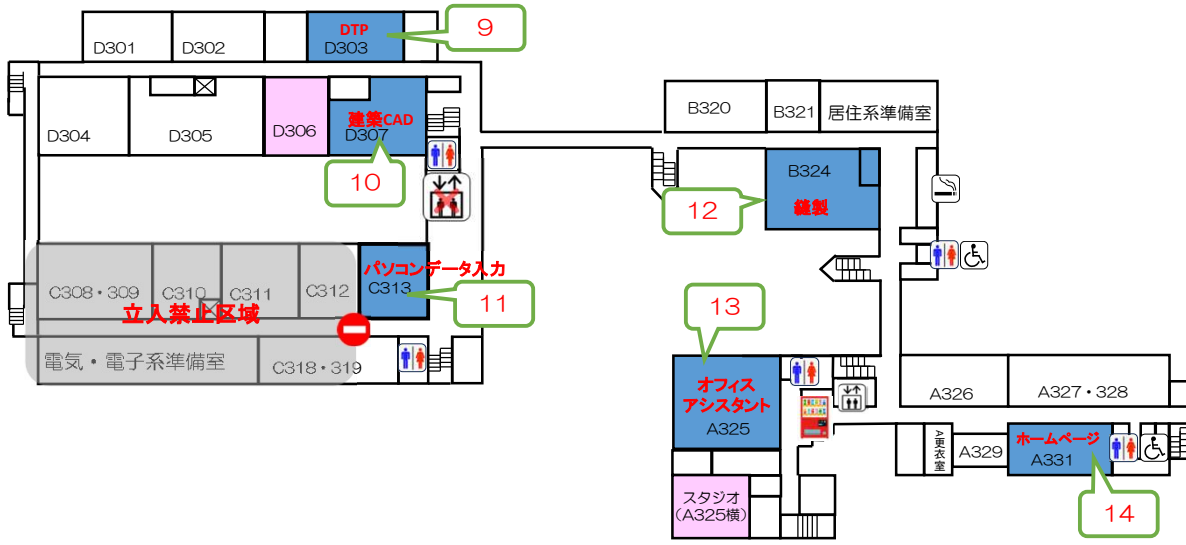 D301
D302
DTP
D303
9
D304
D305
D306
建築CAD
D307
10
B320
B321
居住系準備室
B324
縫製
12
C308・309
C310
C311
C312
パソコンデータ入力
C313
11
立入禁止区域
電気・電子系準備室
C318・319
13
オフィス
アシスタント
A325
スタジオ
(A325横)
A326
A327・328
A更衣室
A329
ホームページ
A331
14